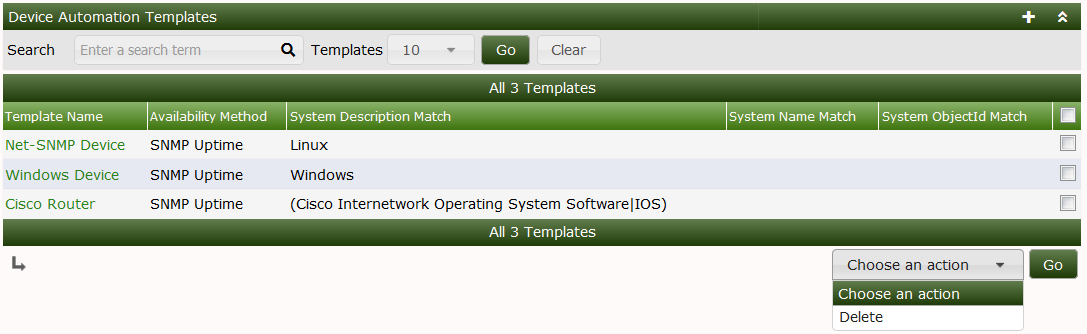 Device Automation Templates
Search Enter a search term Templates 10 Go Clear
All 3 Templates
Template Name Availability Method System Description Match System Name Match System ObjectId Match
Net-SNMP Device SNMP Uptime Linux
Windows Device SNMP Uptime Windows
Cisco Router SNMP Uptime (Cisco Internetwork Operating System Software|IOS)
All 3 Templates
Choose an action Go
Choose an action
Delete